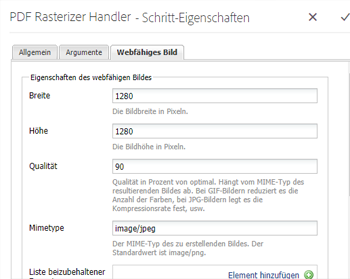 PDF Rasterizer Handler - Schritt-Eigenschaften
Allgemein Argumente Webfähiges Bild
Eigenschaften des webfähigen Bildes
Breite 1280
Die Bildbreite in Pixeln.
Höhe 1280
Die Bildhöhe in Pixeln.
Qualität 90
Qualität in Prozent von optimal. Hängt vom MIME-Typ des
resultierenden Bildes ab. Bei GIF-Bildern reduziert es die
Anzahl der Farben, bei JPG-Bildern legt es die
Kompressionsrate fest, usw.
Mimetype image/jpeg
Der MIME-Typ des zu erstellenden Bildes. Der
Standardwert ist image/png.
Liste beizubehaltener Element hinzufügen